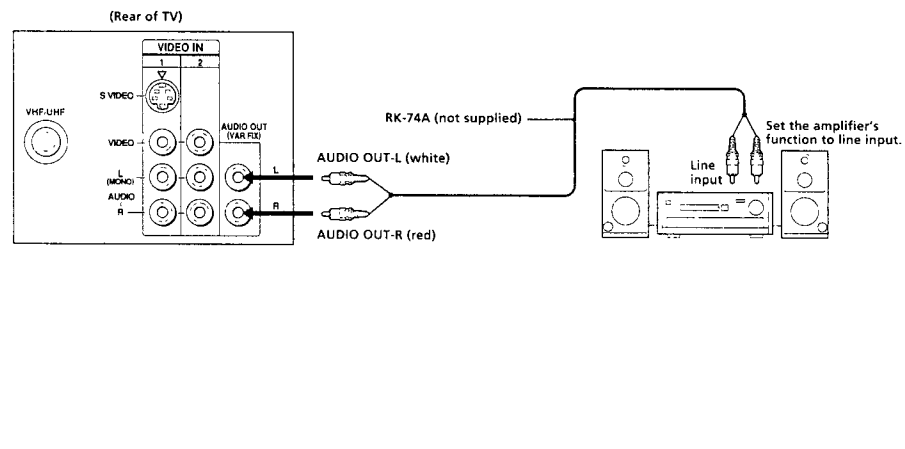 (Rear of TV)
VIDEO IN
1
2
S VIDEO
VHF/UHF
VIDEO
AUDIO OUT
(VAR FIX)
L
(MONO)
AUDIO
R
L
R
AUDIO OUT-L (white)
AUDIO OUT-R (red)
RK-74A (not supplied)
Set the amplifier's
function to line input.
Line
input